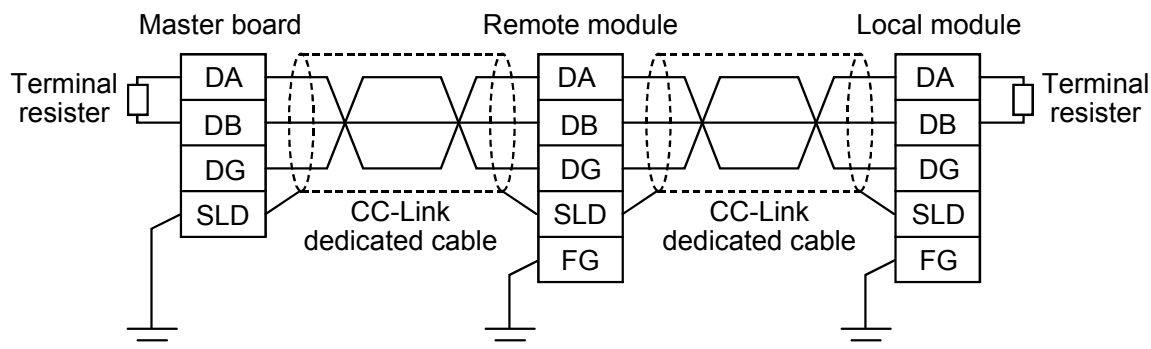 Master board
Remote module
Local module
Terminal
resister
DA
DB
DG
SLD
CC-Link
dedicated cable
DA
DB
DG
SLD
FG
CC-Link
dedicated cable
DA
DB
DG
SLD
FG
Terminal
resister